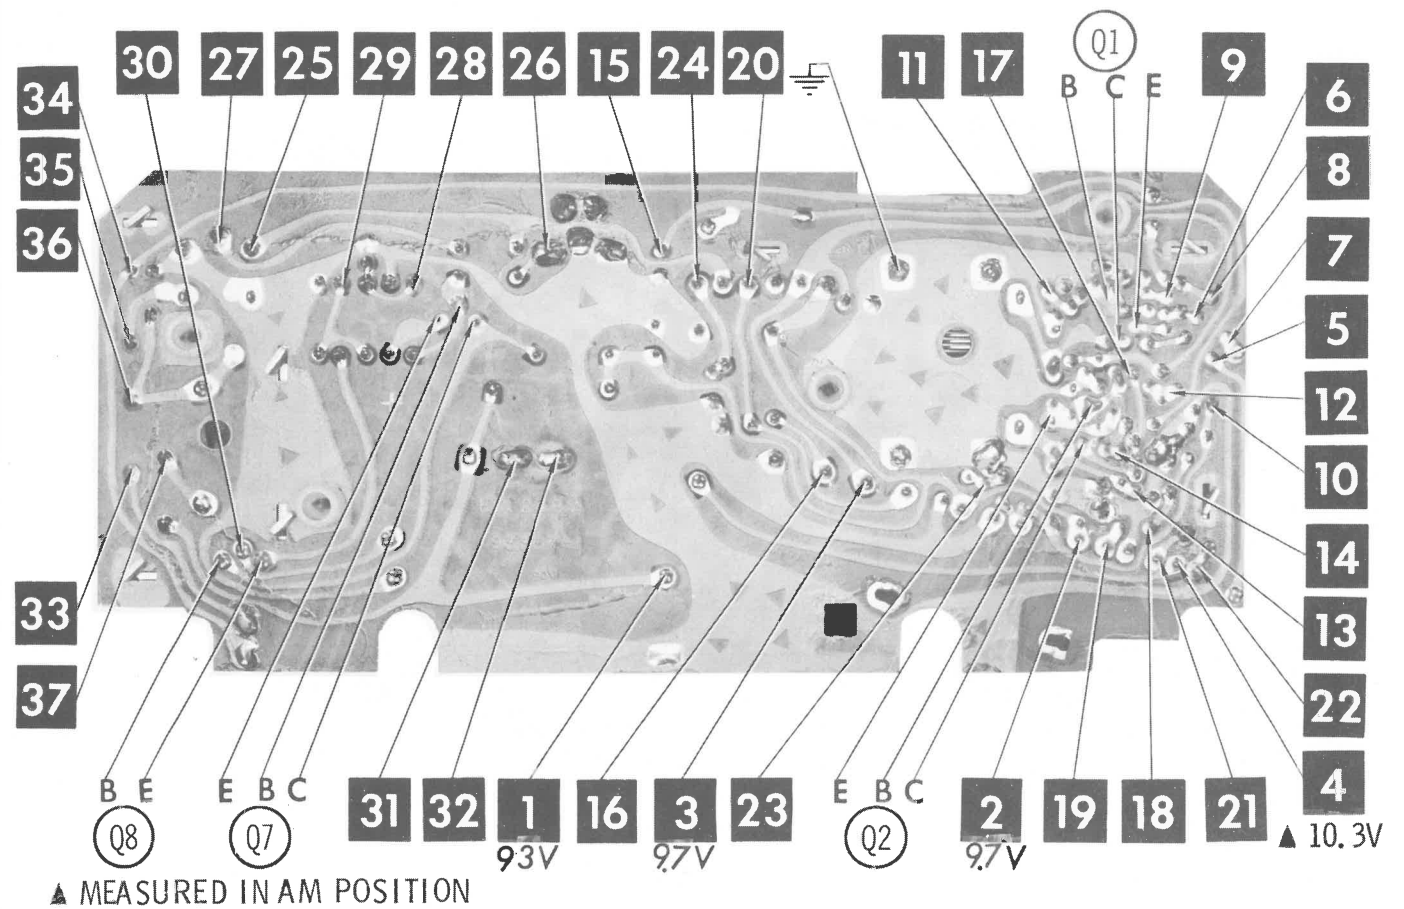 30 27 25 29 28 26 15 24 20 11 17 Q1 9
B C E
34 6
35 8
36 7
5
12
10
14
33 13
37 22
B E E B C 31 32 1 16 3 23 E B C 2 19 18 21 4
Q8 Q7 9.3V 9.7V Q2 9.7V ▲ 10.3V
▲ MEASURED IN AM POSITION